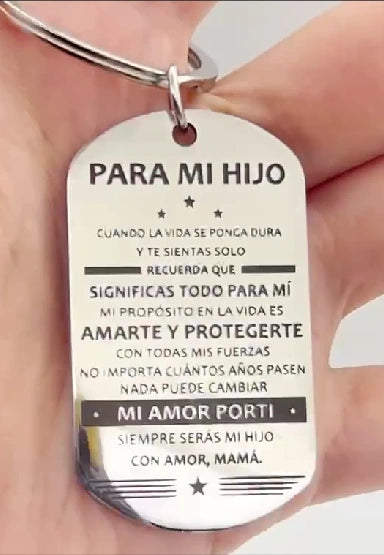 PARA MI HIJO
CUANDO LA VIDA SE PONGA DURA
Y TE SIENTAS SOLO
RECUERDA QUE
SIGNIFICAS TODO PARA MÍ
MI PROPÓSITO EN LA VIDA ES
AMARTE Y PROTEGERTE
CON TODAS MIS FUERZAS
NO IMPORTA CUÁNTOS AÑOS PASEN
NADA PUEDE CAMBIAR
· MI AMOR PORTI ·
SIEMPRE SERÁS MI HIJO
CON AMOR, MAMÁ.